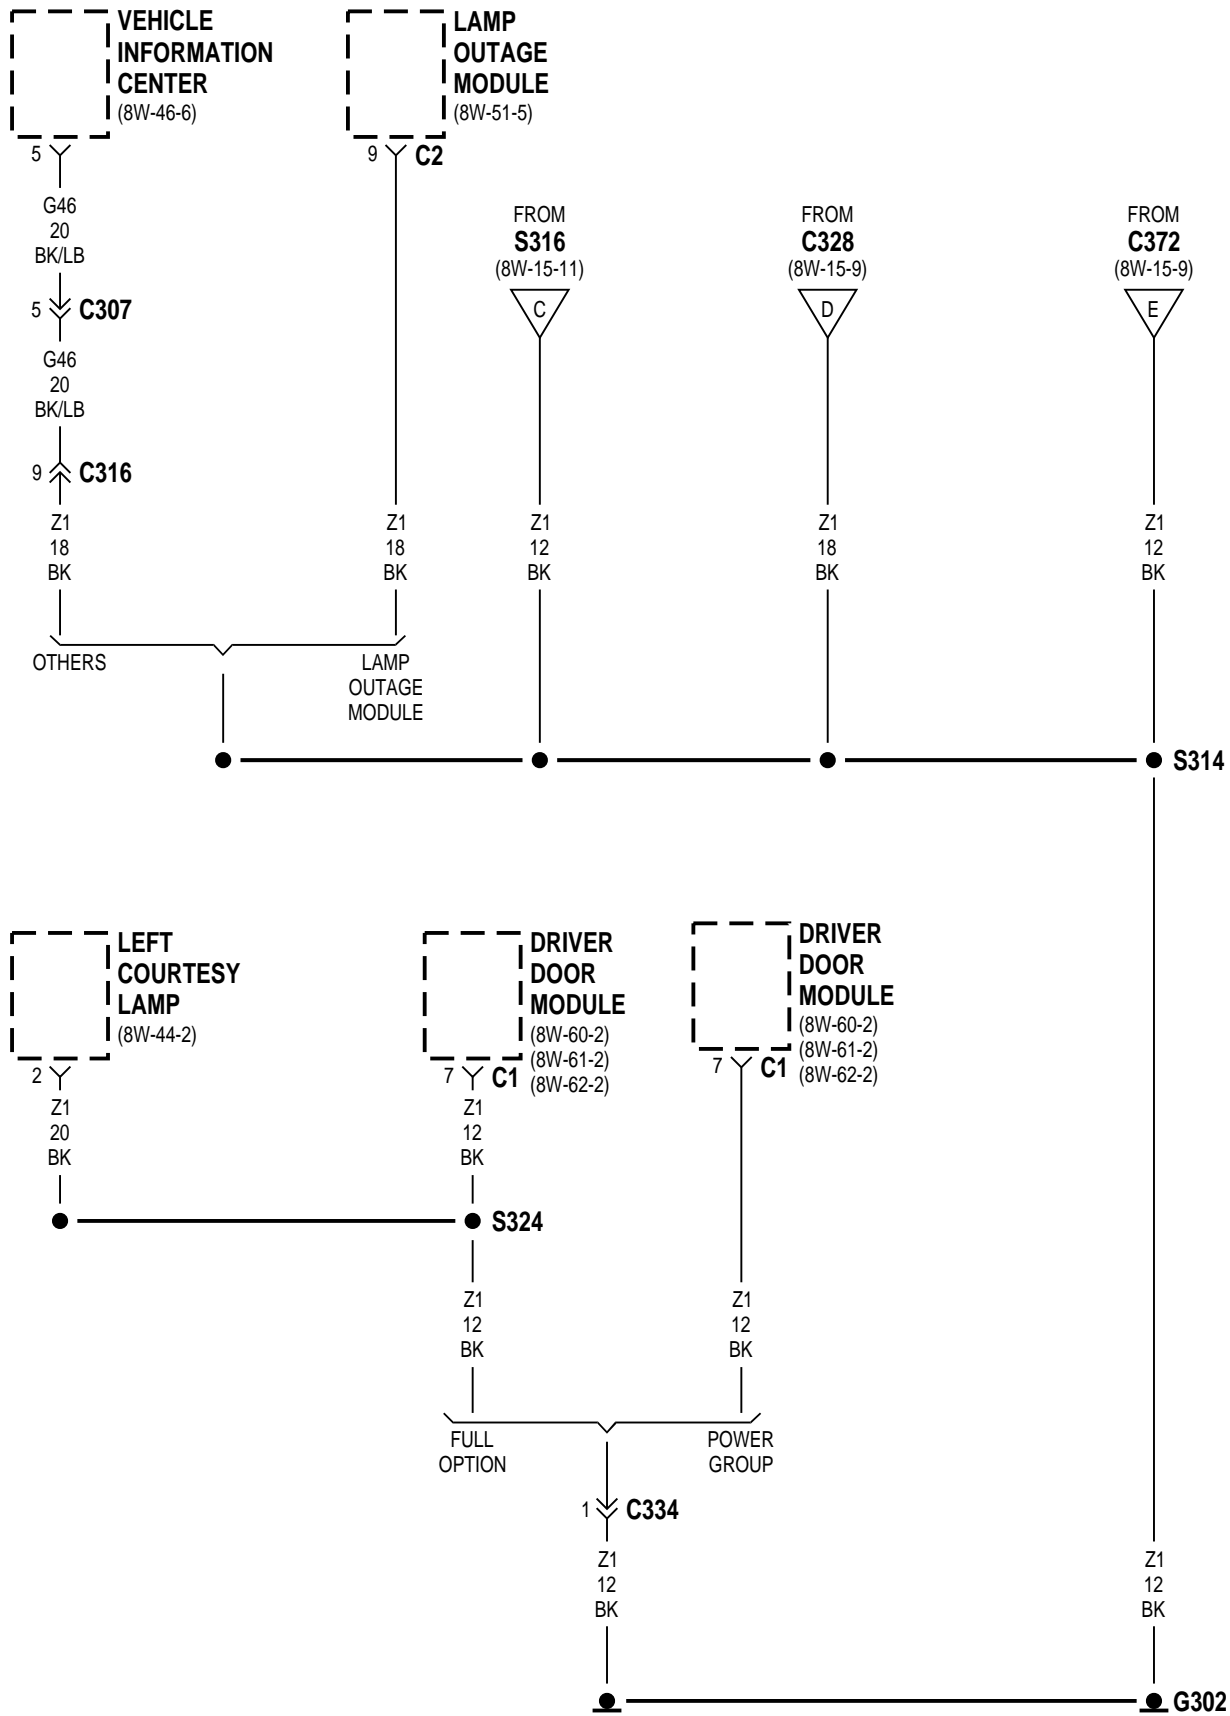 VEHICLE
INFORMATION
CENTER
(8W-46-6)
LAMP
OUTAGE
MODULE
(8W-51-5)
5
9 C2
G46
20
BK/LB
FROM
S316
(8W-15-11)
C
FROM
C328
(8W-15-9)
D
FROM
C372
(8W-15-9)
E
5 C307
G46
20
BK/LB
9 C316
Z1
18
BK
Z1
18
BK
Z1
12
BK
Z1
18
BK
Z1
12
BK
OTHERS
LAMP
OUTAGE
MODULE
S314
LEFT
COURTESY
LAMP
(8W-44-2)
DRIVER
DOOR
MODULE
(8W-60-2)
(8W-61-2)
(8W-62-2)
DRIVER
DOOR
MODULE
(8W-60-2)
(8W-61-2)
(8W-62-2)
2
7 C1
7 C1
Z1
20
BK
Z1
12
BK
S324
Z1
12
BK
Z1
12
BK
FULL
OPTION
POWER
GROUP
1 C334
Z1
12
BK
Z1
12
BK
G302